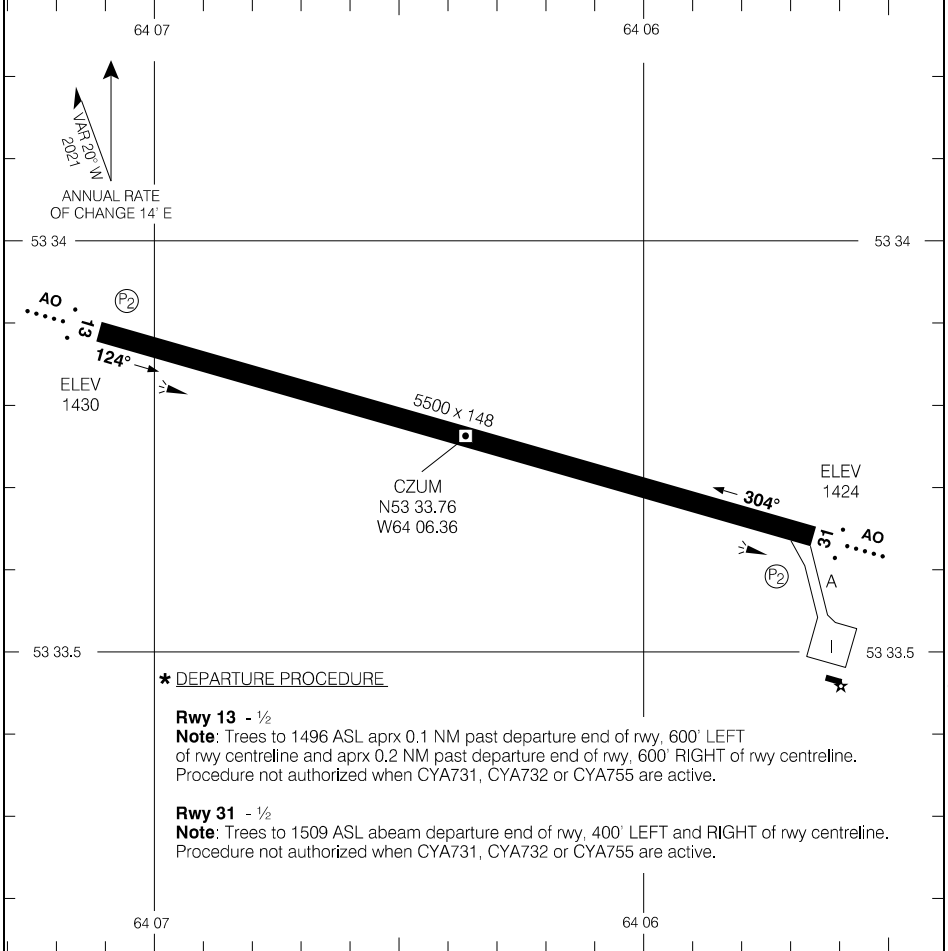 64 07 64 06
VAR 20° W
2021
ANNUAL RATE
OF CHANGE 14' E
53 34 53 34
AO P2
13
124°
ELEV
1430
5500 x 148
CZUM
N53 33.76
W64 06.36
ELEV
1424
304°
31 AO
P2
A
I
53 33.5 53 33.5
* DEPARTURE PROCEDURE
Rwy 13 - ½
Note: Trees to 1496 ASL aprx 0.1 NM past departure end of rwy, 600' LEFT
of rwy centreline and aprx 0.2 NM past departure end of rwy, 600' RIGHT of rwy centreline.
Procedure not authorized when CYA731, CYA732 or CYA755 are active.
Rwy 31 - ½
Note: Trees to 1509 ASL abeam departure end of rwy, 400' LEFT and RIGHT of rwy centreline.
Procedure not authorized when CYA731, CYA732 or CYA755 are active.
64 07 64 06